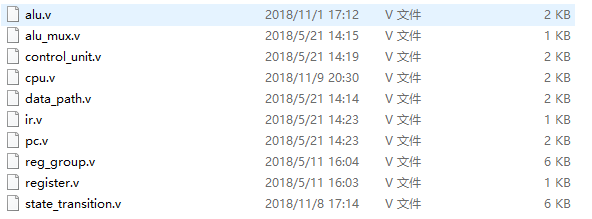 alu.v 2018/11/1 17:12 V 文件 2 KB
alu_mux.v 2018/5/21 14:15 V 文件 1 KB
control_unit.v 2018/5/21 14:19 V 文件 2 KB
cpu.v 2018/11/9 20:30 V 文件 2 KB
data_path.v 2018/5/21 14:14 V 文件 2 KB
ir.v 2018/5/21 14:23 V 文件 1 KB
pc.v 2018/5/21 14:23 V 文件 2 KB
reg_group.v 2018/5/11 16:04 V 文件 6 KB
register.v 2018/5/11 16:03 V 文件 1 KB
state_transition.v 2018/11/8 17:14 V 文件 6 KB